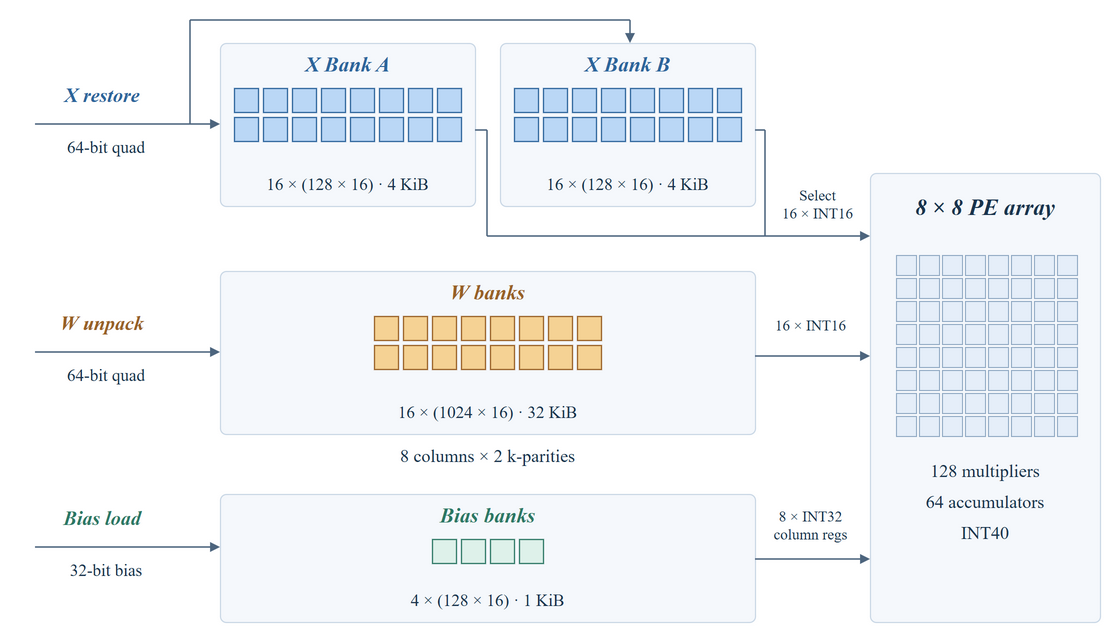 X Bank A
X Bank B
X restore
64-bit quad
16 × (128 × 16) · 4 KiB
16 × (128 × 16) · 4 KiB
Select
16 × INT16
8 × 8 PE array
W banks
W unpack
64-bit quad
16 × (1024 × 16) · 32 KiB
16 × INT16
8 columns × 2 k-parities
128 multipliers
64 accumulators
INT40
Bias banks
Bias load
32-bit bias
4 × (128 × 16) · 1 KiB
8 × INT32
column regs